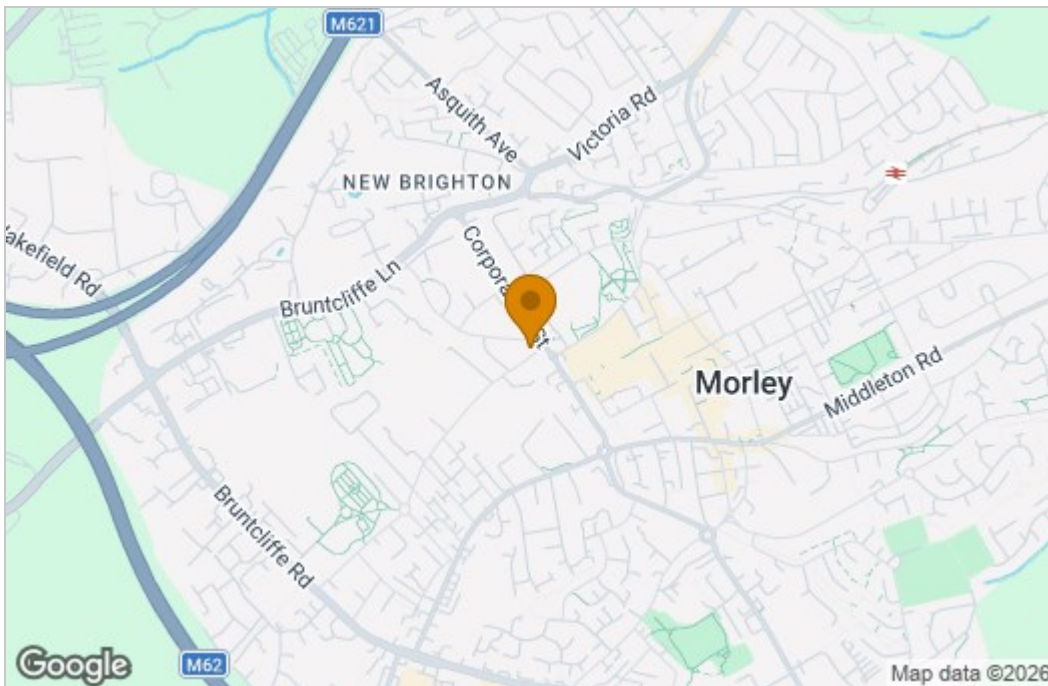 M621
Asquith Ave
Victoria Rd
NEW BRIGHTON
Wakefield Rd
Bruntcliffe Ln
Morley
Middleton Rd
Bruntcliffe Rd
M62
Google
Map data ©2026